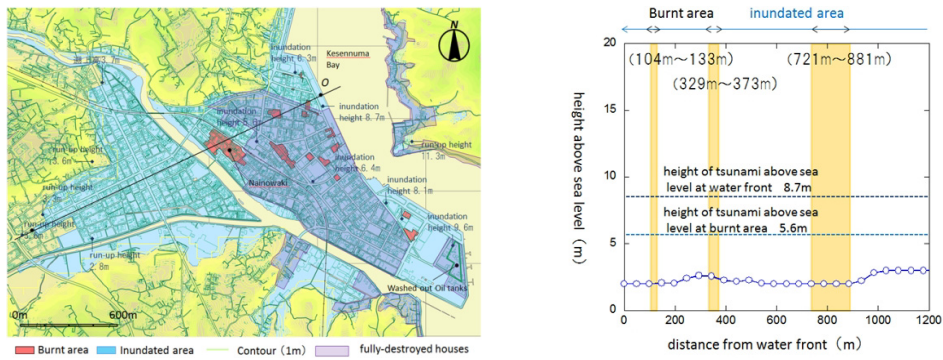 N
inundation
height 6.3m
Kesennuma
Bay
O
inundation
height 8.7m
inundation
run-up height
11.3m
run-up height
3.6m
inundation
height 6.4m
Nainowaki
run-up height
inundation
height 8.1m
run-up height
inundation
height 9.6m
run-up height
2.8m
Washed out Oil tanks
0m
600m
Burnt area
Inundated area
Contour（1m）
fully-destroyed houses
Burnt area
inundated area
20
15
10
5
0
height above sea level（m）
（104m～133m）
（721m～881m）
（329m～373m）
height of tsunami above sea
level at water front 8.7m
height of tsunami above sea
level at burnt area 5.6m
0
200
400
600
800
1000
1200
distance from water front（m）